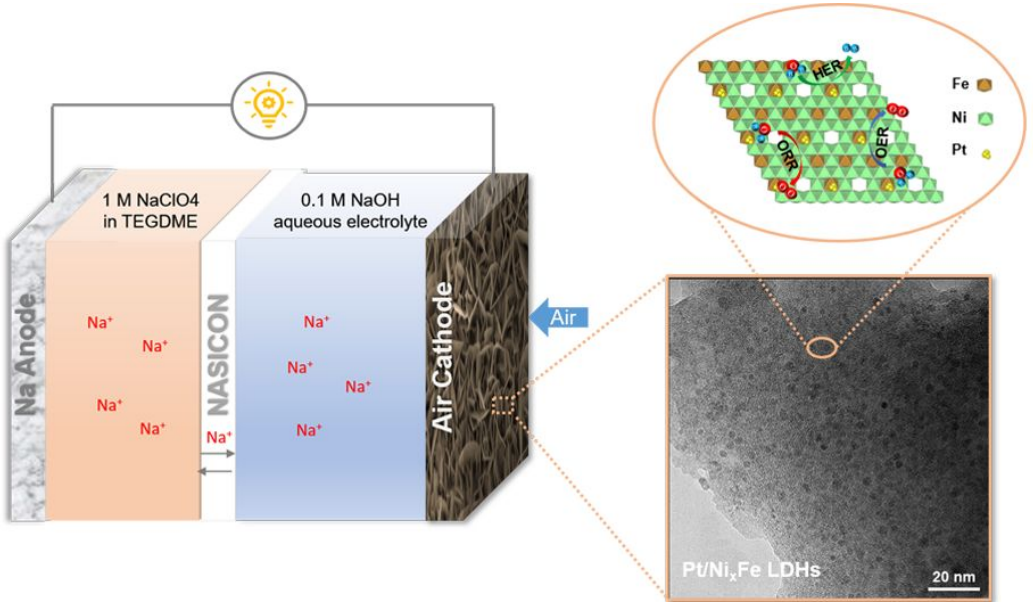 1 M NaClO4
in TEGDME
0.1 M NaOH
aqueous electrolyte
Na Anode
Na⁺
Na⁺
Na⁺
Na⁺
NASICON
Na⁺
Na⁺
Na⁺
Na⁺
Na⁺
Air Cathode
Air
HER
ORR
OER
Fe
Ni
Pt
Pt/NiₓFe LDHs
20 nm